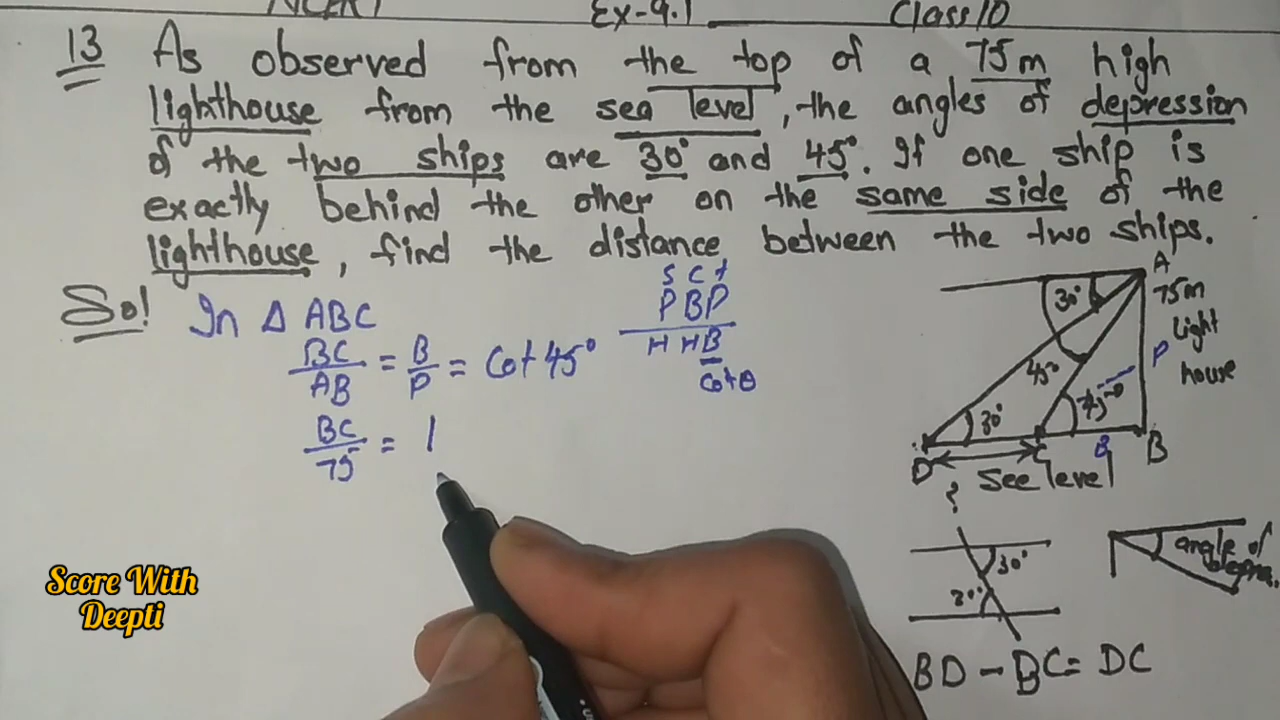 NCERT Ex-9.1 Class 10
13 As observed from the top of a 75m high
lighthouse from the sea level, the angles of depression
of the two ships are 30° and 45°. If one ship is
exactly behind the other on the same side of the
lighthouse, find the distance between the two ships.
Sol In Δ ABC
BC/AB = B/P = Cot 45°
BC/75 = 1
S C t
P B P
H H B
Cot θ
A
30°
75m
P
light
house
45°
30°
45°
D C B B
See level
?
30°
30°
angle of
BD - BC = DC
Score With
Deepti